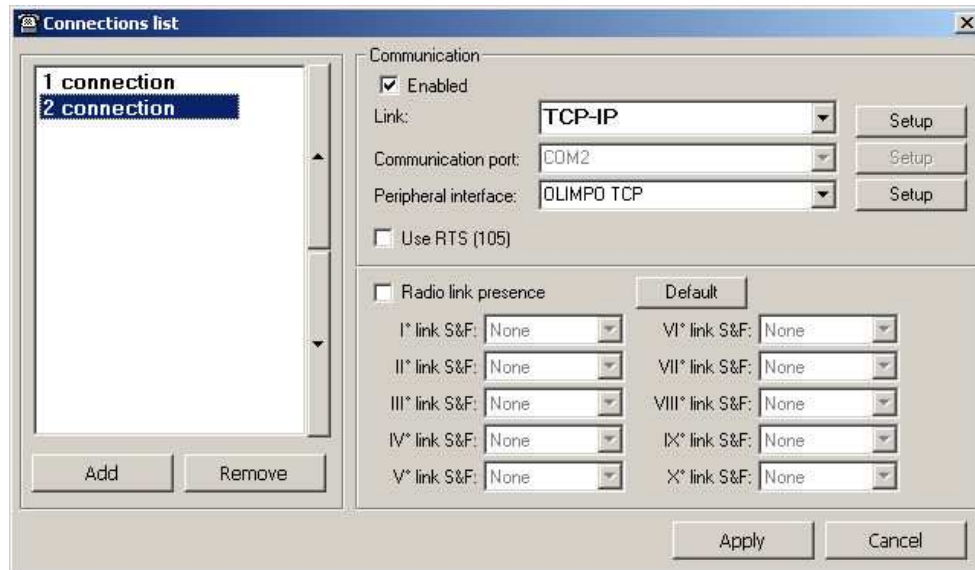 Connections list
1 connection
2 connection
Add
Remove
Communication
Enabled
Link: TCP-IP Setup
Communication port: COM2 Setup
Peripheral interface: OLIMPO TCP Setup
Use RTS (105)
Radio link presence Default
I° link S&F: None VI° link S&F: None
II° link S&F: None VII° link S&F: None
III° link S&F: None VIII° link S&F: None
IV° link S&F: None IX° link S&F: None
V° link S&F: None X° link S&F: None
Apply Cancel